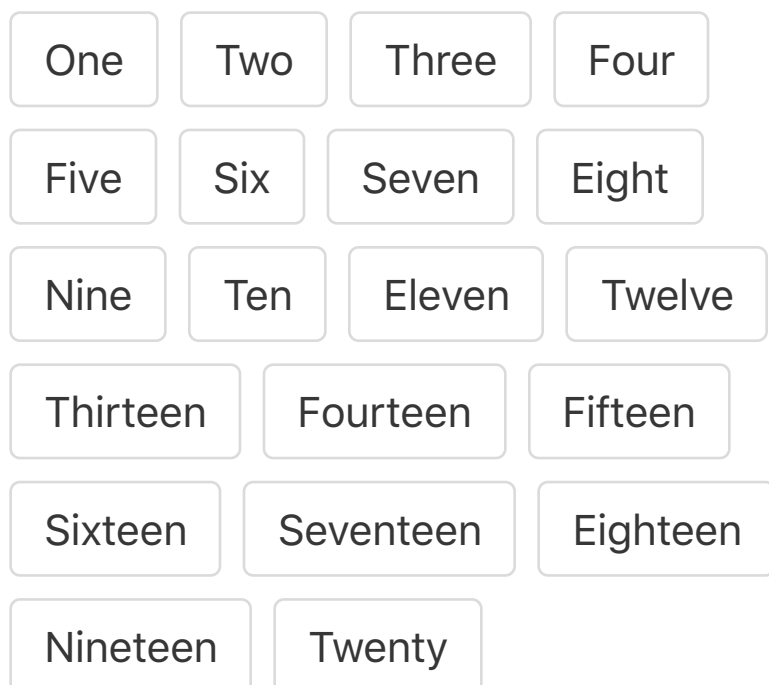 One Two Three Four
Five Six Seven Eight
Nine Ten Eleven Twelve
Thirteen Fourteen Fifteen
Sixteen Seventeen Eighteen
Nineteen Twenty